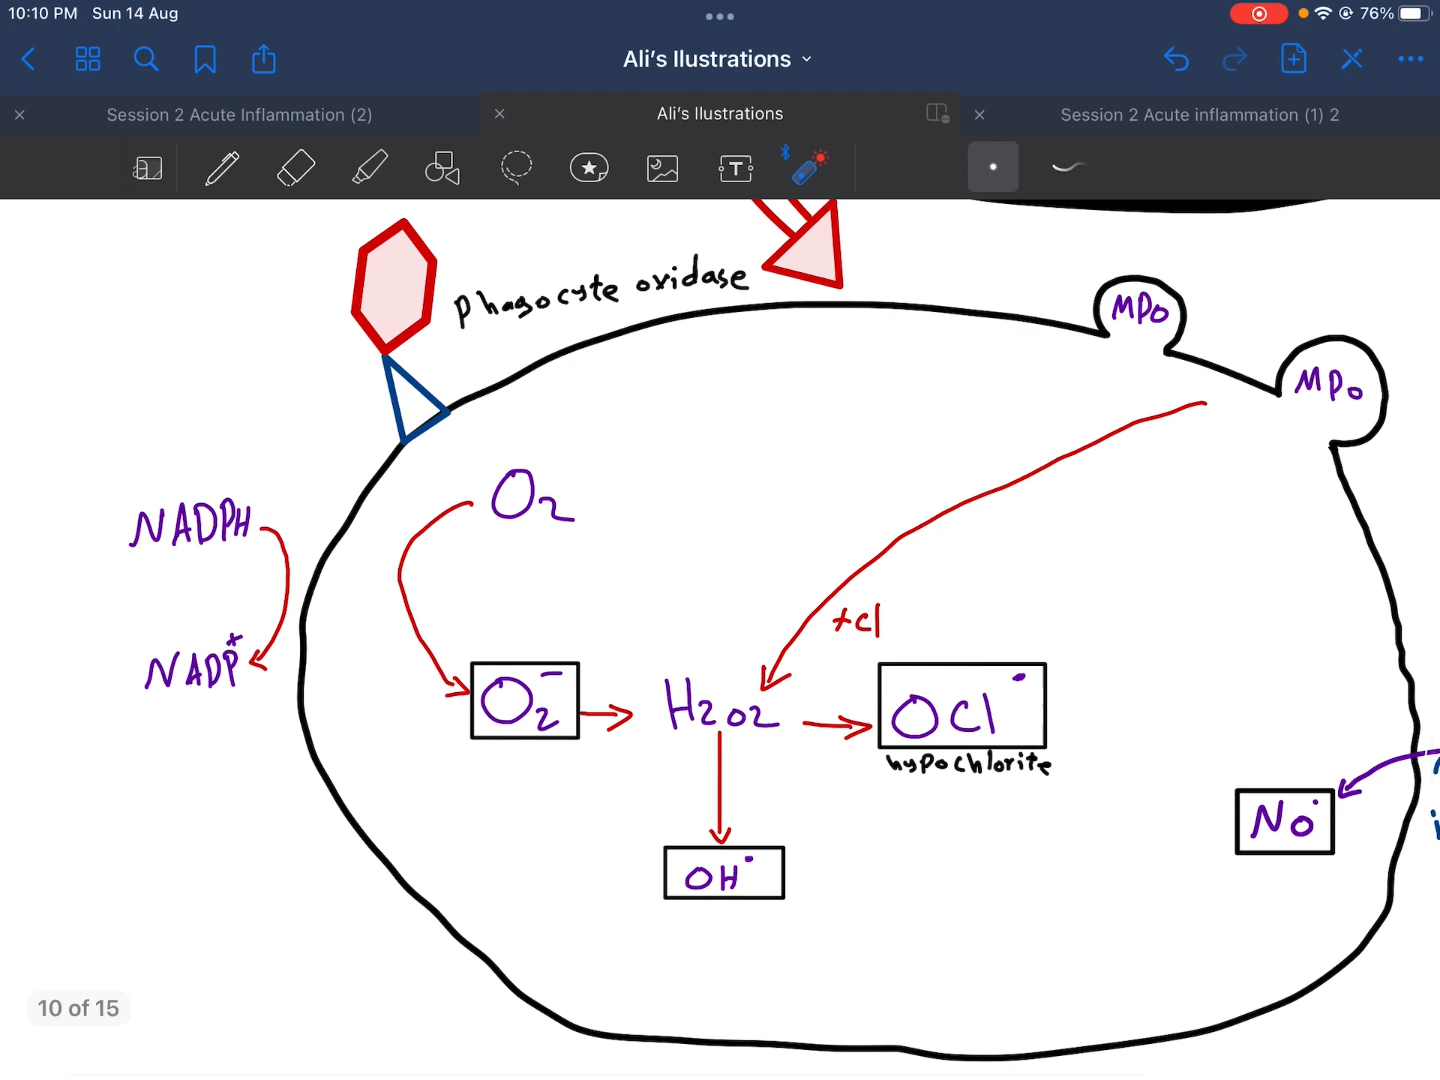 10:10 PM Sun 14 Aug
76%
Ali's Ilustrations
Session 2 Acute Inflammation (2)
Ali's Ilustrations
Session 2 Acute inflammation (1) 2
a
T
Phagocyte oxidase
MPO
MPO
O2
NADPH
NADP+
+Cl
O2-
H2O2
OCl•
hypochlorite
NO•
OH•
10 of 15